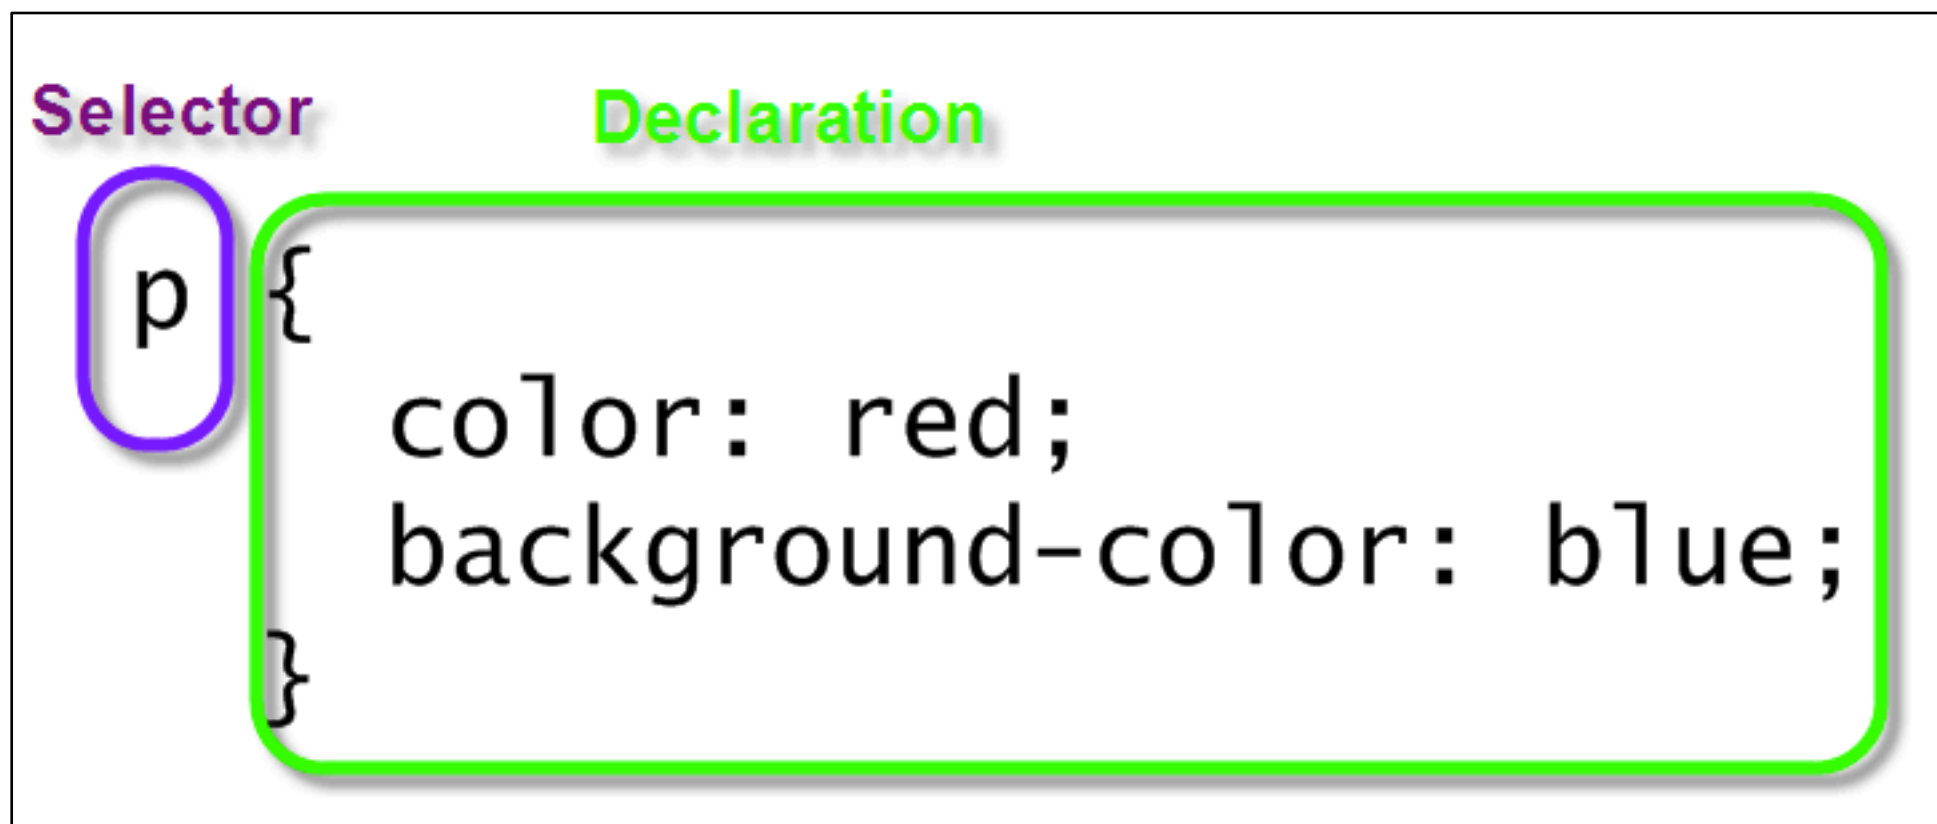 Selector
Declaration
p {
color: red;
background-color: blue;
}